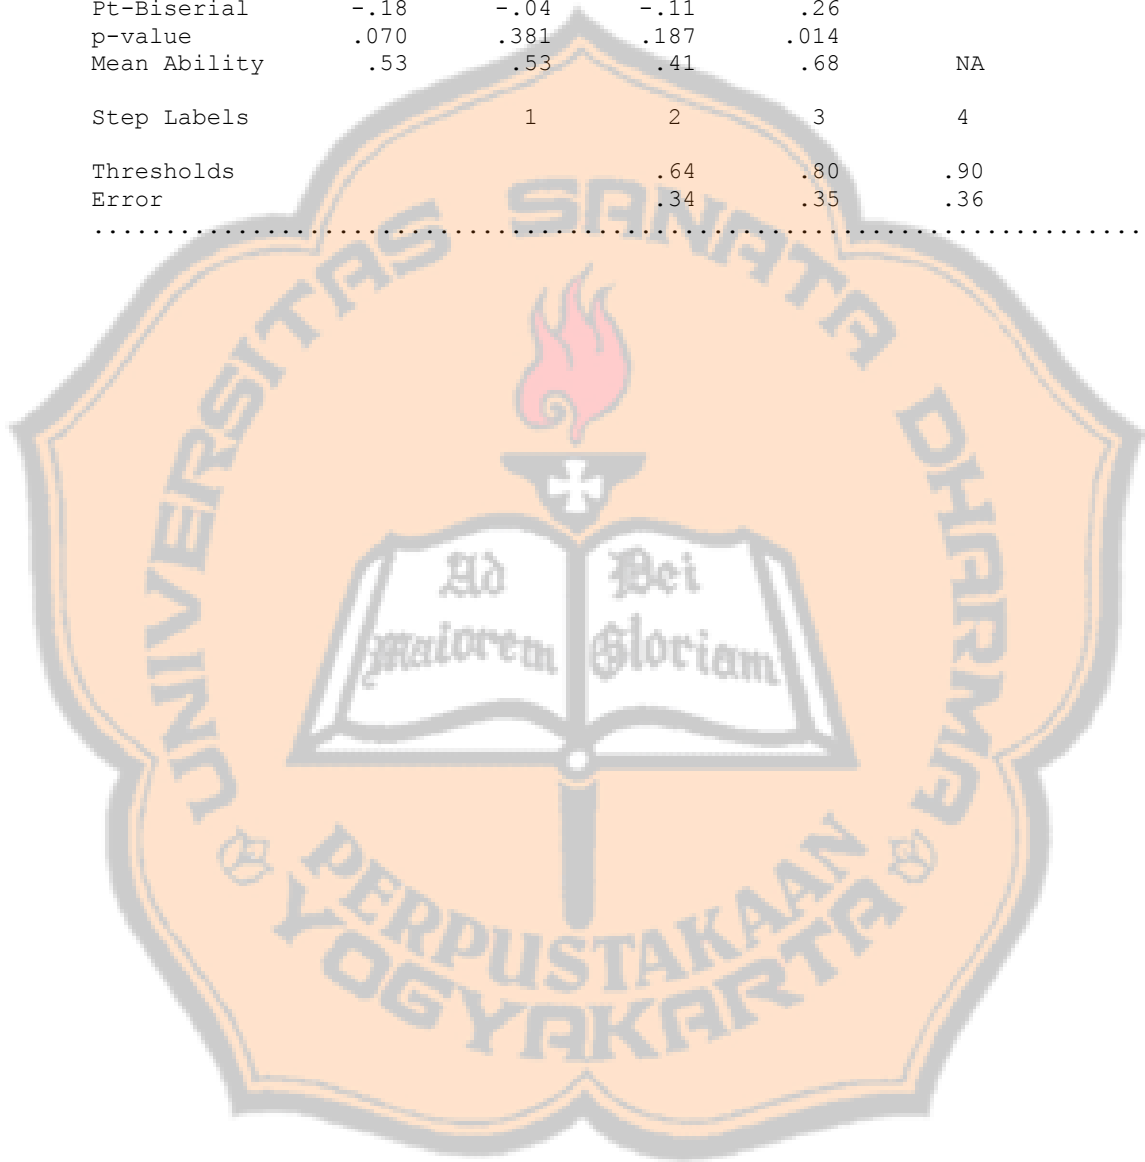 Pt-Biserial -.18 -.04 -.11 .26
p-value .070 .381 .187 .014
Mean Ability .53 .53 .41 .68 NA
Step Labels 1 2 3 4
Thresholds .64 .80 .90
Error .34 .35 .36
.........................................................................
UNIVERSITAS SANATA DHARMA
Ad Dei
Maiorem Gloriam
PERPUSTAKAAN
YOGYAKARTA